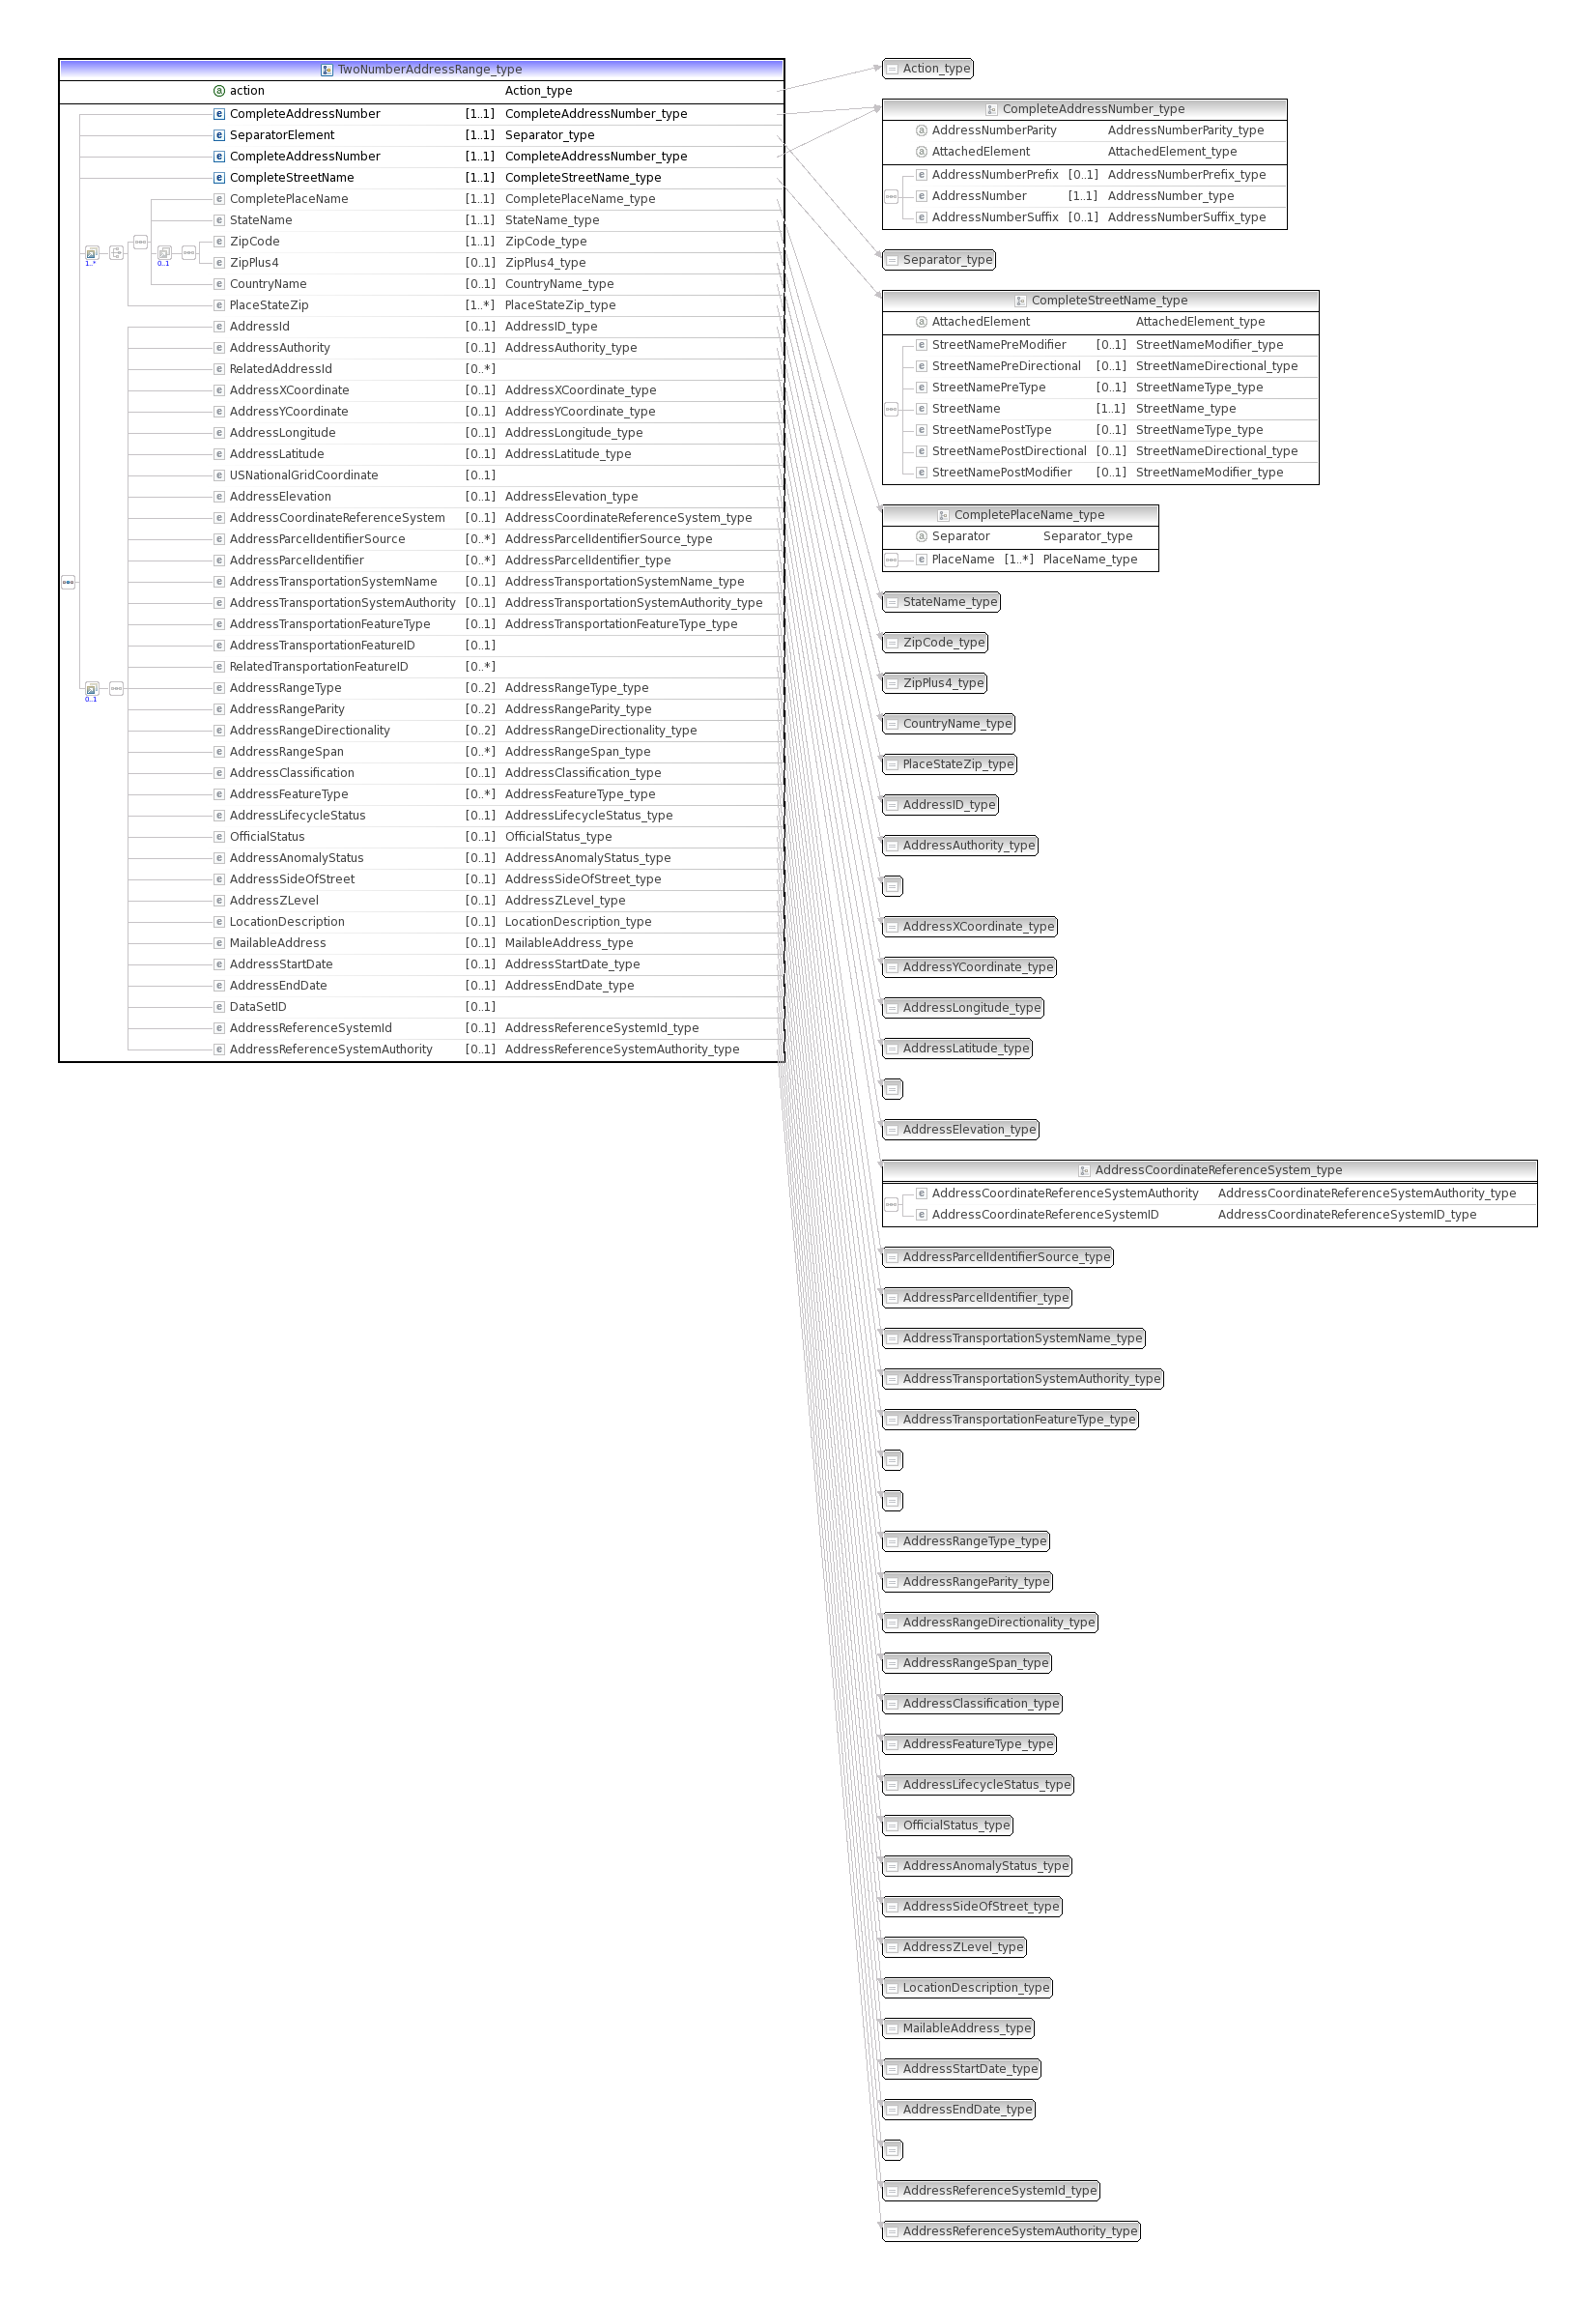 TwoNumberAddressRange_type
action Action_type
CompleteAddressNumber [1..1] CompleteAddressNumber_type
SeparatorElement [1..1] Separator_type
CompleteAddressNumber [1..1] CompleteAddressNumber_type
CompleteStreetName [1..1] CompleteStreetName_type
CompletePlaceName [1..1] CompletePlaceName_type
StateName [1..1] StateName_type
ZipCode [1..1] ZipCode_type
1..* 0..1
ZipPlus4 [0..1] ZipPlus4_type
CountryName [0..1] CountryName_type
PlaceStateZip [1..*] PlaceStateZip_type
AddressId [0..1] AddressID_type
AddressAuthority [0..1] AddressAuthority_type
RelatedAddressId [0..*]
AddressXCoordinate [0..1] AddressXCoordinate_type
AddressYCoordinate [0..1] AddressYCoordinate_type
AddressLongitude [0..1] AddressLongitude_type
AddressLatitude [0..1] AddressLatitude_type
USNationalGridCoordinate [0..1]
AddressElevation [0..1] AddressElevation_type
AddressCoordinateReferenceSystem [0..1] AddressCoordinateReferenceSystem_type
AddressParcelIdentifierSource [0..*] AddressParcelIdentifierSource_type
AddressParcelIdentifier [0..*] AddressParcelIdentifier_type
AddressTransportationSystemName [0..1] AddressTransportationSystemName_type
AddressTransportationSystemAuthority [0..1] AddressTransportationSystemAuthority_type
AddressTransportationFeatureType [0..1] AddressTransportationFeatureType_type
AddressTransportationFeatureID [0..1]
RelatedTransportationFeatureID [0..*]
AddressRangeType [0..2] AddressRangeType_type
0..1
AddressRangeParity [0..2] AddressRangeParity_type
AddressRangeDirectionality [0..2] AddressRangeDirectionality_type
AddressRangeSpan [0..*] AddressRangeSpan_type
AddressClassification [0..1] AddressClassification_type
AddressFeatureType [0..*] AddressFeatureType_type
AddressLifecycleStatus [0..1] AddressLifecycleStatus_type
OfficialStatus [0..1] OfficialStatus_type
AddressAnomalyStatus [0..1] AddressAnomalyStatus_type
AddressSideOfStreet [0..1] AddressSideOfStreet_type
AddressZLevel [0..1] AddressZLevel_type
LocationDescription [0..1] LocationDescription_type
MailableAddress [0..1] MailableAddress_type
AddressStartDate [0..1] AddressStartDate_type
AddressEndDate [0..1] AddressEndDate_type
DataSetID [0..1]
AddressReferenceSystemId [0..1] AddressReferenceSystemId_type
AddressReferenceSystemAuthority [0..1] AddressReferenceSystemAuthority_type
Action_type
CompleteAddressNumber_type
AddressNumberParity AddressNumberParity_type
AttachedElement AttachedElement_type
AddressNumberPrefix [0..1] AddressNumberPrefix_type
AddressNumber [1..1] AddressNumber_type
AddressNumberSuffix [0..1] AddressNumberSuffix_type
Separator_type
CompleteStreetName_type
AttachedElement AttachedElement_type
StreetNamePreModifier [0..1] StreetNameModifier_type
StreetNamePreDirectional [0..1] StreetNameDirectional_type
StreetNamePreType [0..1] StreetNameType_type
StreetName [1..1] StreetName_type
StreetNamePostType [0..1] StreetNameType_type
StreetNamePostDirectional [0..1] StreetNameDirectional_type
StreetNamePostModifier [0..1] StreetNameModifier_type
CompletePlaceName_type
Separator Separator_type
PlaceName [1..*] PlaceName_type
StateName_type
ZipCode_type
ZipPlus4_type
CountryName_type
PlaceStateZip_type
AddressID_type
AddressAuthority_type
AddressXCoordinate_type
AddressYCoordinate_type
AddressLongitude_type
AddressLatitude_type
AddressElevation_type
AddressCoordinateReferenceSystem_type
AddressCoordinateReferenceSystemAuthority AddressCoordinateReferenceSystemAuthority_type
AddressCoordinateReferenceSystemID AddressCoordinateReferenceSystemID_type
AddressParcelIdentifierSource_type
AddressParcelIdentifier_type
AddressTransportationSystemName_type
AddressTransportationSystemAuthority_type
AddressTransportationFeatureType_type
AddressRangeType_type
AddressRangeParity_type
AddressRangeDirectionality_type
AddressRangeSpan_type
AddressClassification_type
AddressFeatureType_type
AddressLifecycleStatus_type
OfficialStatus_type
AddressAnomalyStatus_type
AddressSideOfStreet_type
AddressZLevel_type
LocationDescription_type
MailableAddress_type
AddressStartDate_type
AddressEndDate_type
AddressReferenceSystemId_type
AddressReferenceSystemAuthority_type